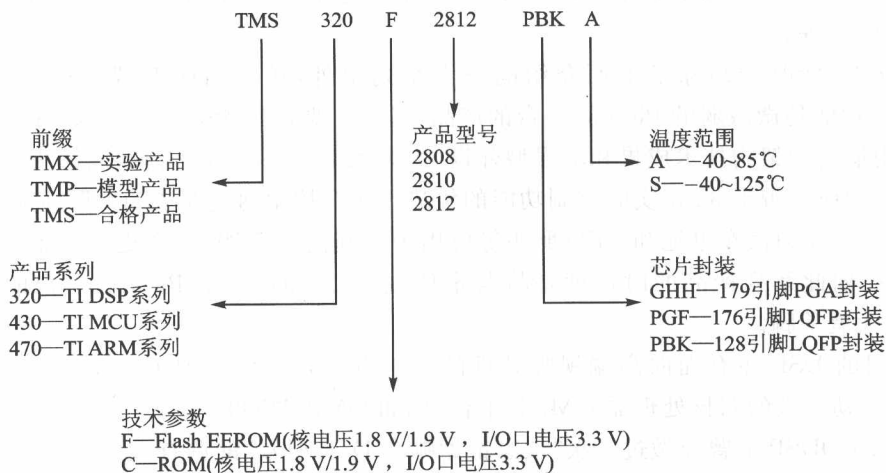 TMS 320 F 2812 PBK A
前缀
TMX—实验产品
TMP—模型产品
TMS—合格产品
产品型号
2808
2810
2812
温度范围
A—-40~85℃
S—-40~125℃
产品系列
320—TI DSP系列
430—TI MCU系列
470—TI ARM系列
芯片封装
GHH—179引脚PGA封装
PGF—176引脚LQFP封装
PBK—128引脚LQFP封装
技术参数
F—Flash EEROM(核电压1.8 V/1.9 V，I/O口电压3.3 V)
C—ROM(核电压1.8 V/1.9 V，I/O口电压3.3 V)